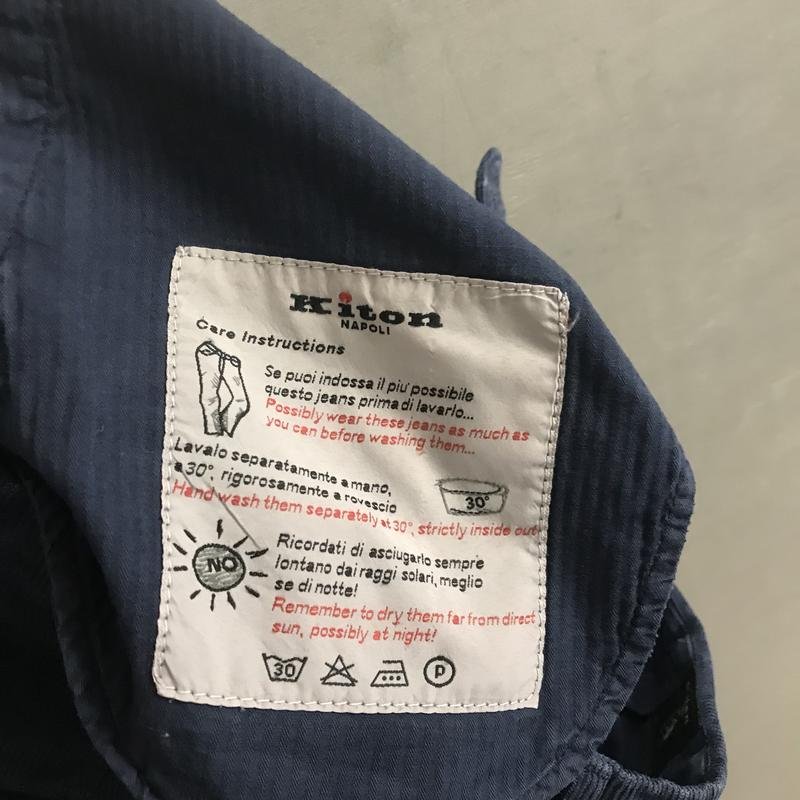 Kiton
NAPOLI
Care Instructions
Se puoi indossa il piu' possibile
questo jeans prima di lavarlo...
Possibly wear these jeans as much as
you can before washing them...
Lavalo separatamente a mano,
a 30°, rigorosamente a rovescio
30°
Hand wash them separately at 30°, strictly inside out
NO
Ricordati di asciugarlo sempre
lontano dai raggi solari, meglio
se di notte!
Remember to dry them far from direct
sun, possibly at night!
30
P